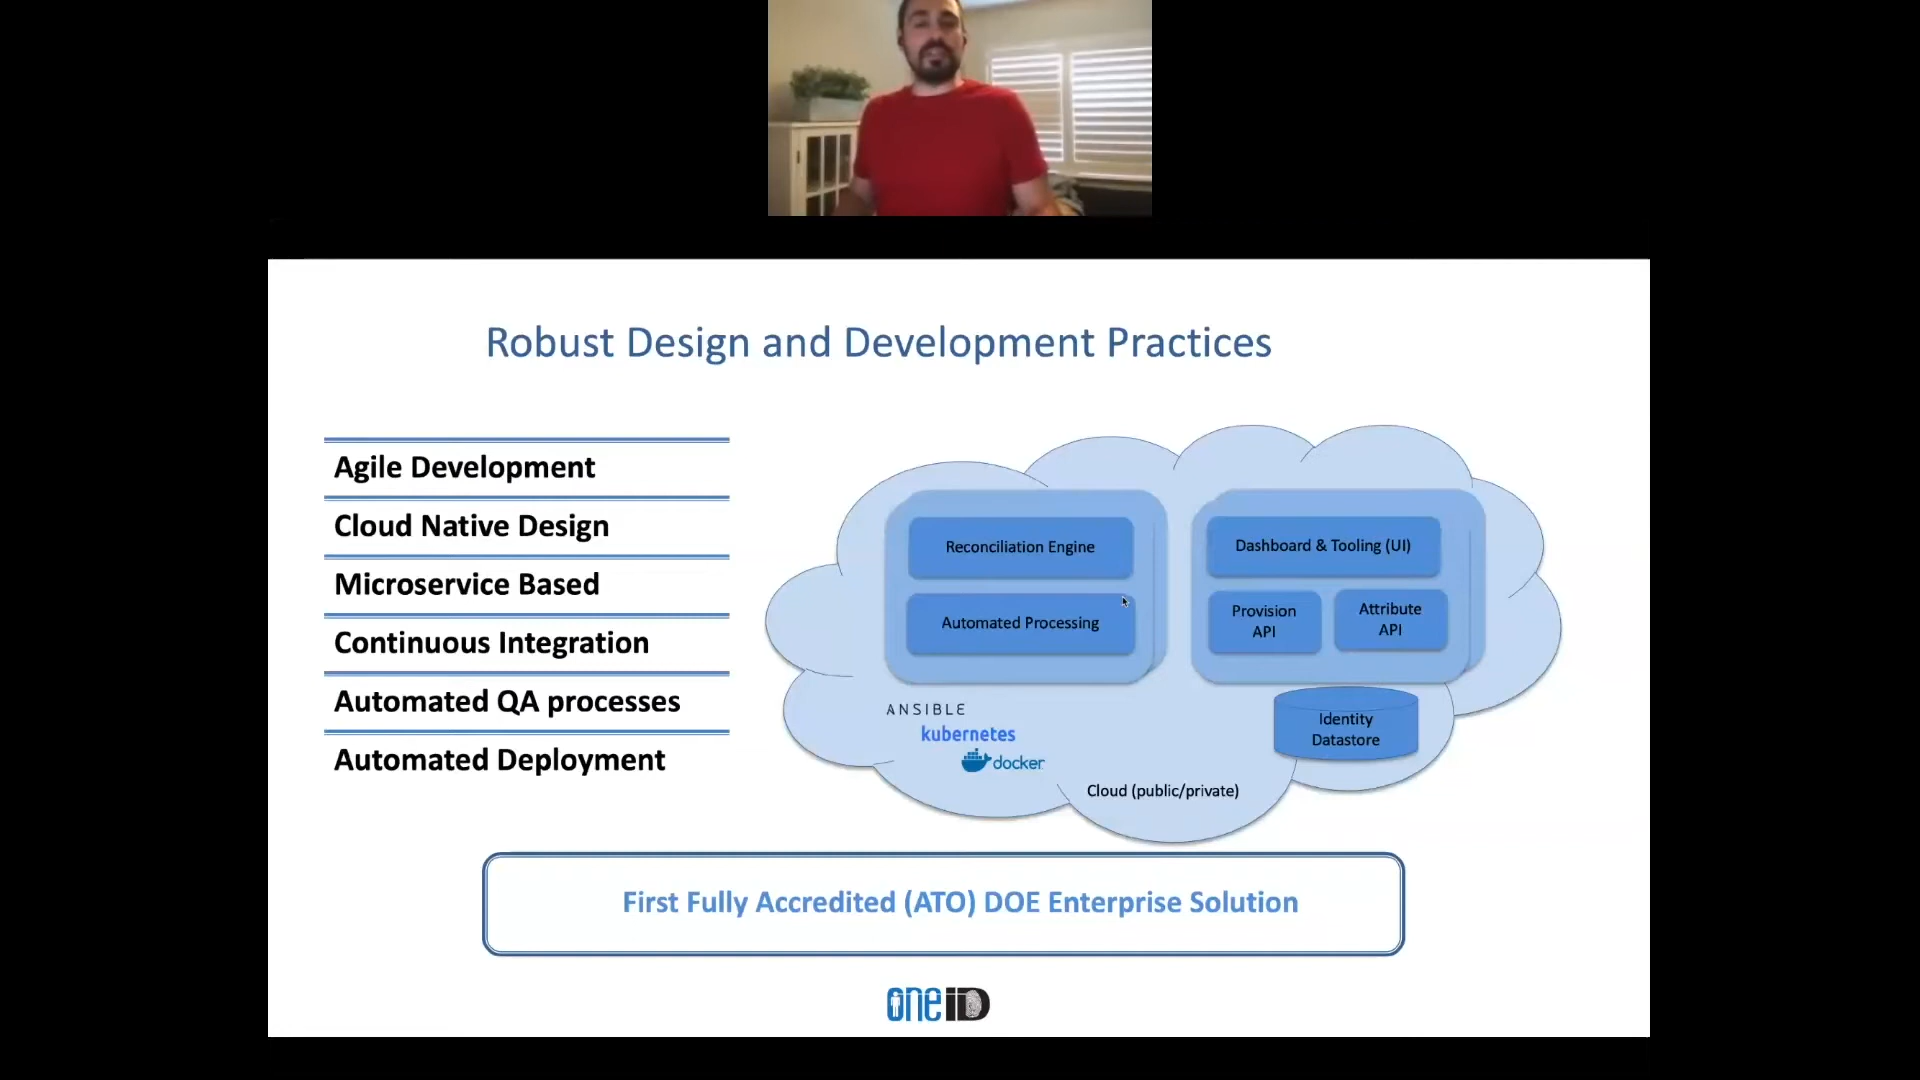 Robust Design and Development Practices
Agile Development
Cloud Native Design
Microservice Based
Continuous Integration
Automated QA processes
Automated Deployment
Reconciliation Engine
Automated Processing
Dashboard & Tooling (UI)
Provision
API
Attribute
API
Identity
Datastore
ANSIBLE
kubernetes
docker
Cloud (public/private)
First Fully Accredited (ATO) DOE Enterprise Solution
oneID